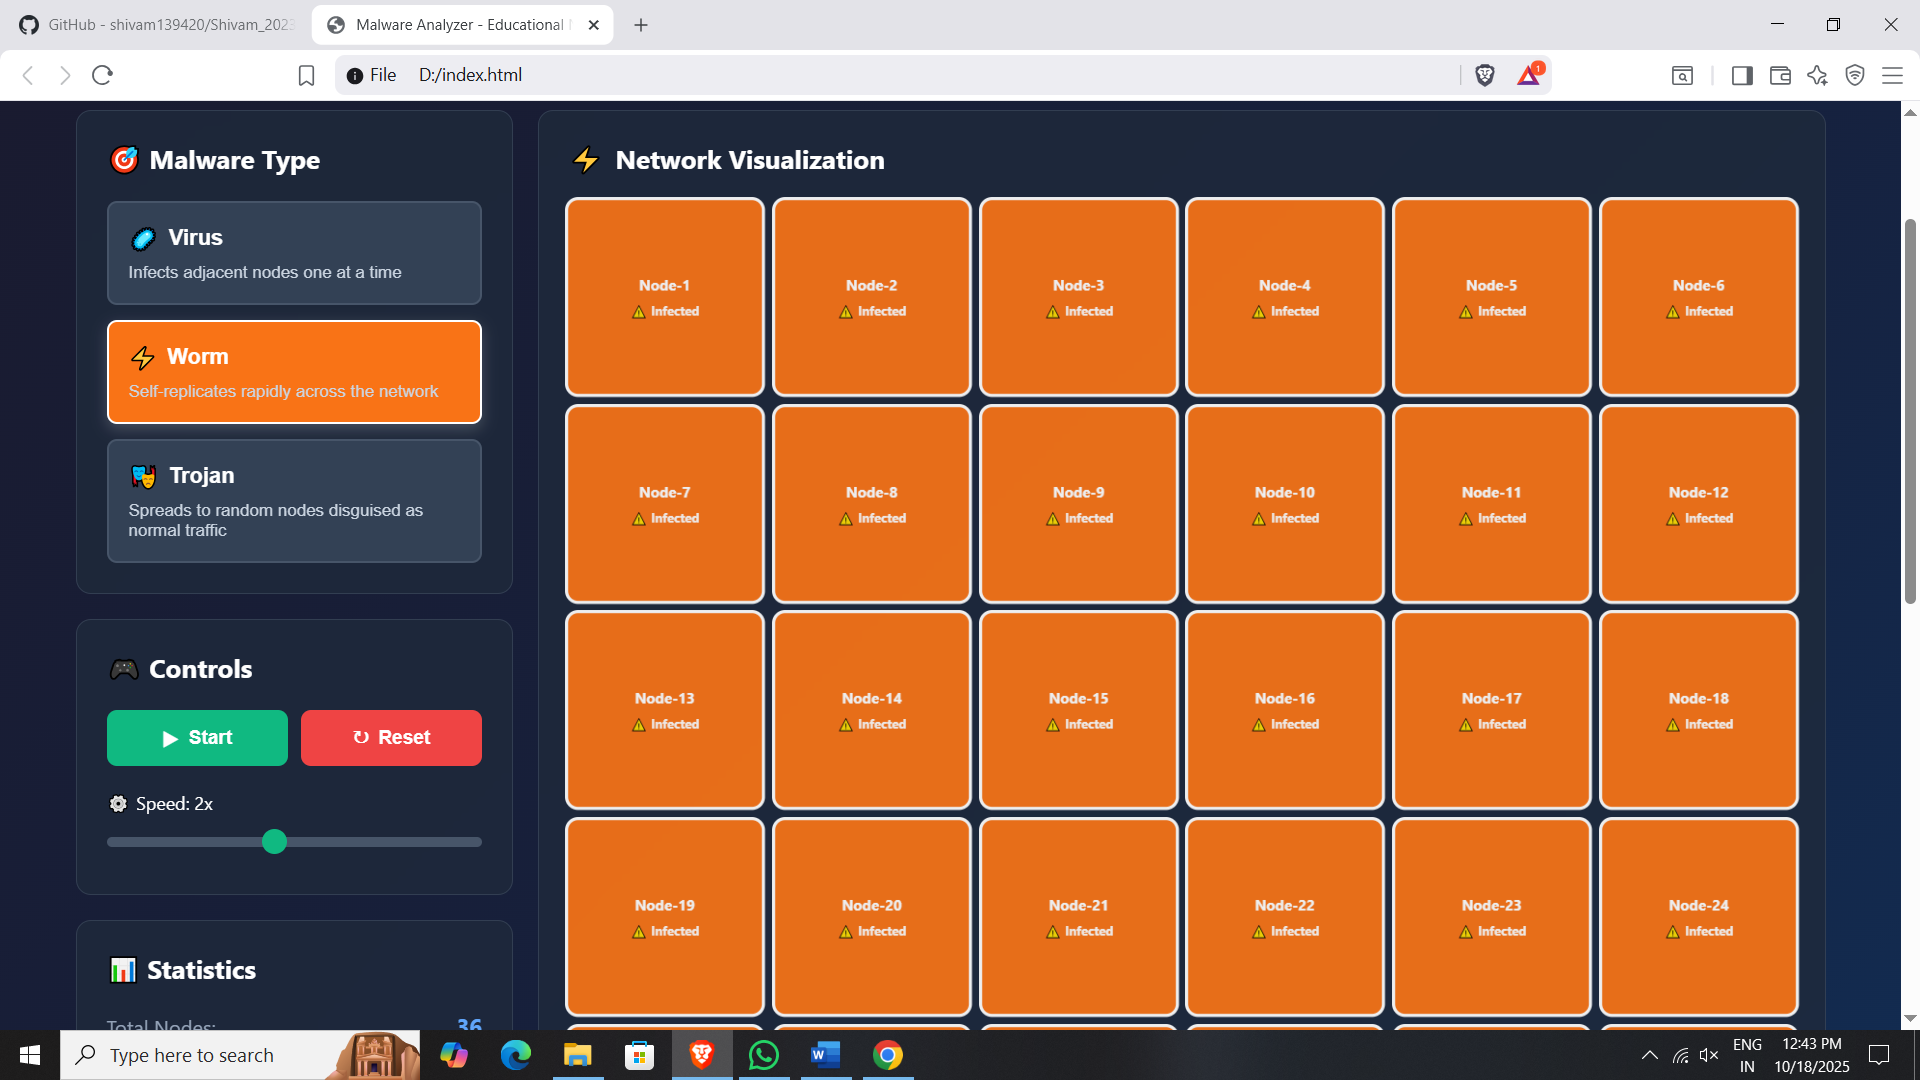 GitHub - shivam139420/Shivam_2023
Malware Analyzer - Educational
File D:/index.html
1
🎯 Malware Type
Virus
Infects adjacent nodes one at a time
⚡ Worm
Self-replicates rapidly across the network
🎭 Trojan
Spreads to random nodes disguised as
normal traffic
🎮 Controls
▶ Start
↻ Reset
⚙ Speed: 2x
📊 Statistics
Total Nodes: 36
⚡ Network Visualization
Node-1 Node-2 Node-3 Node-4 Node-5 Node-6
⚠ Infected ⚠ Infected ⚠ Infected ⚠ Infected ⚠ Infected ⚠ Infected
Node-7 Node-8 Node-9 Node-10 Node-11 Node-12
⚠ Infected ⚠ Infected ⚠ Infected ⚠ Infected ⚠ Infected ⚠ Infected
Node-13 Node-14 Node-15 Node-16 Node-17 Node-18
⚠ Infected ⚠ Infected ⚠ Infected ⚠ Infected ⚠ Infected ⚠ Infected
Node-19 Node-20 Node-21 Node-22 Node-23 Node-24
⚠ Infected ⚠ Infected ⚠ Infected ⚠ Infected ⚠ Infected ⚠ Infected
Type here to search
ENG
IN
12:43 PM
10/18/2025